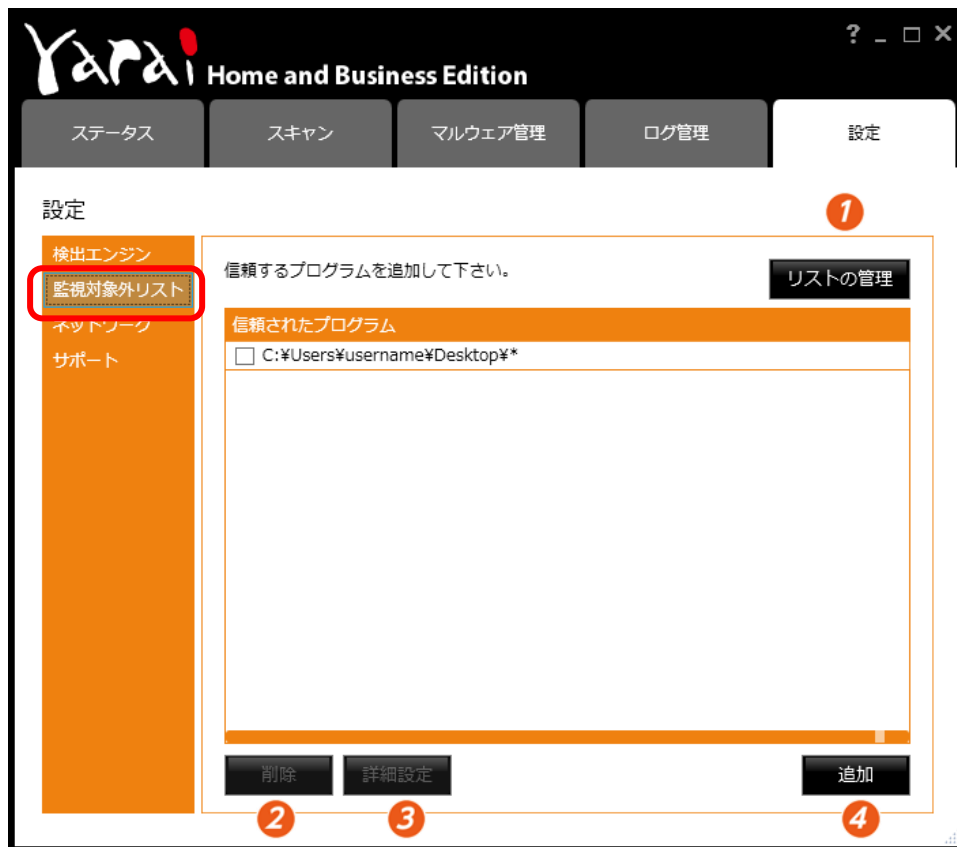 yarai Home and Business Edition
? _ □ ×
ステータス スキャン マルウェア管理 ログ管理 設定
設定
1
検出エンジン
監視対象外リスト
ネットワーク
サポート
信頼するプログラムを追加して下さい。
リストの管理
信頼されたプログラム
C:¥Users¥username¥Desktop¥*
削除 詳細設定 追加
2 3 4